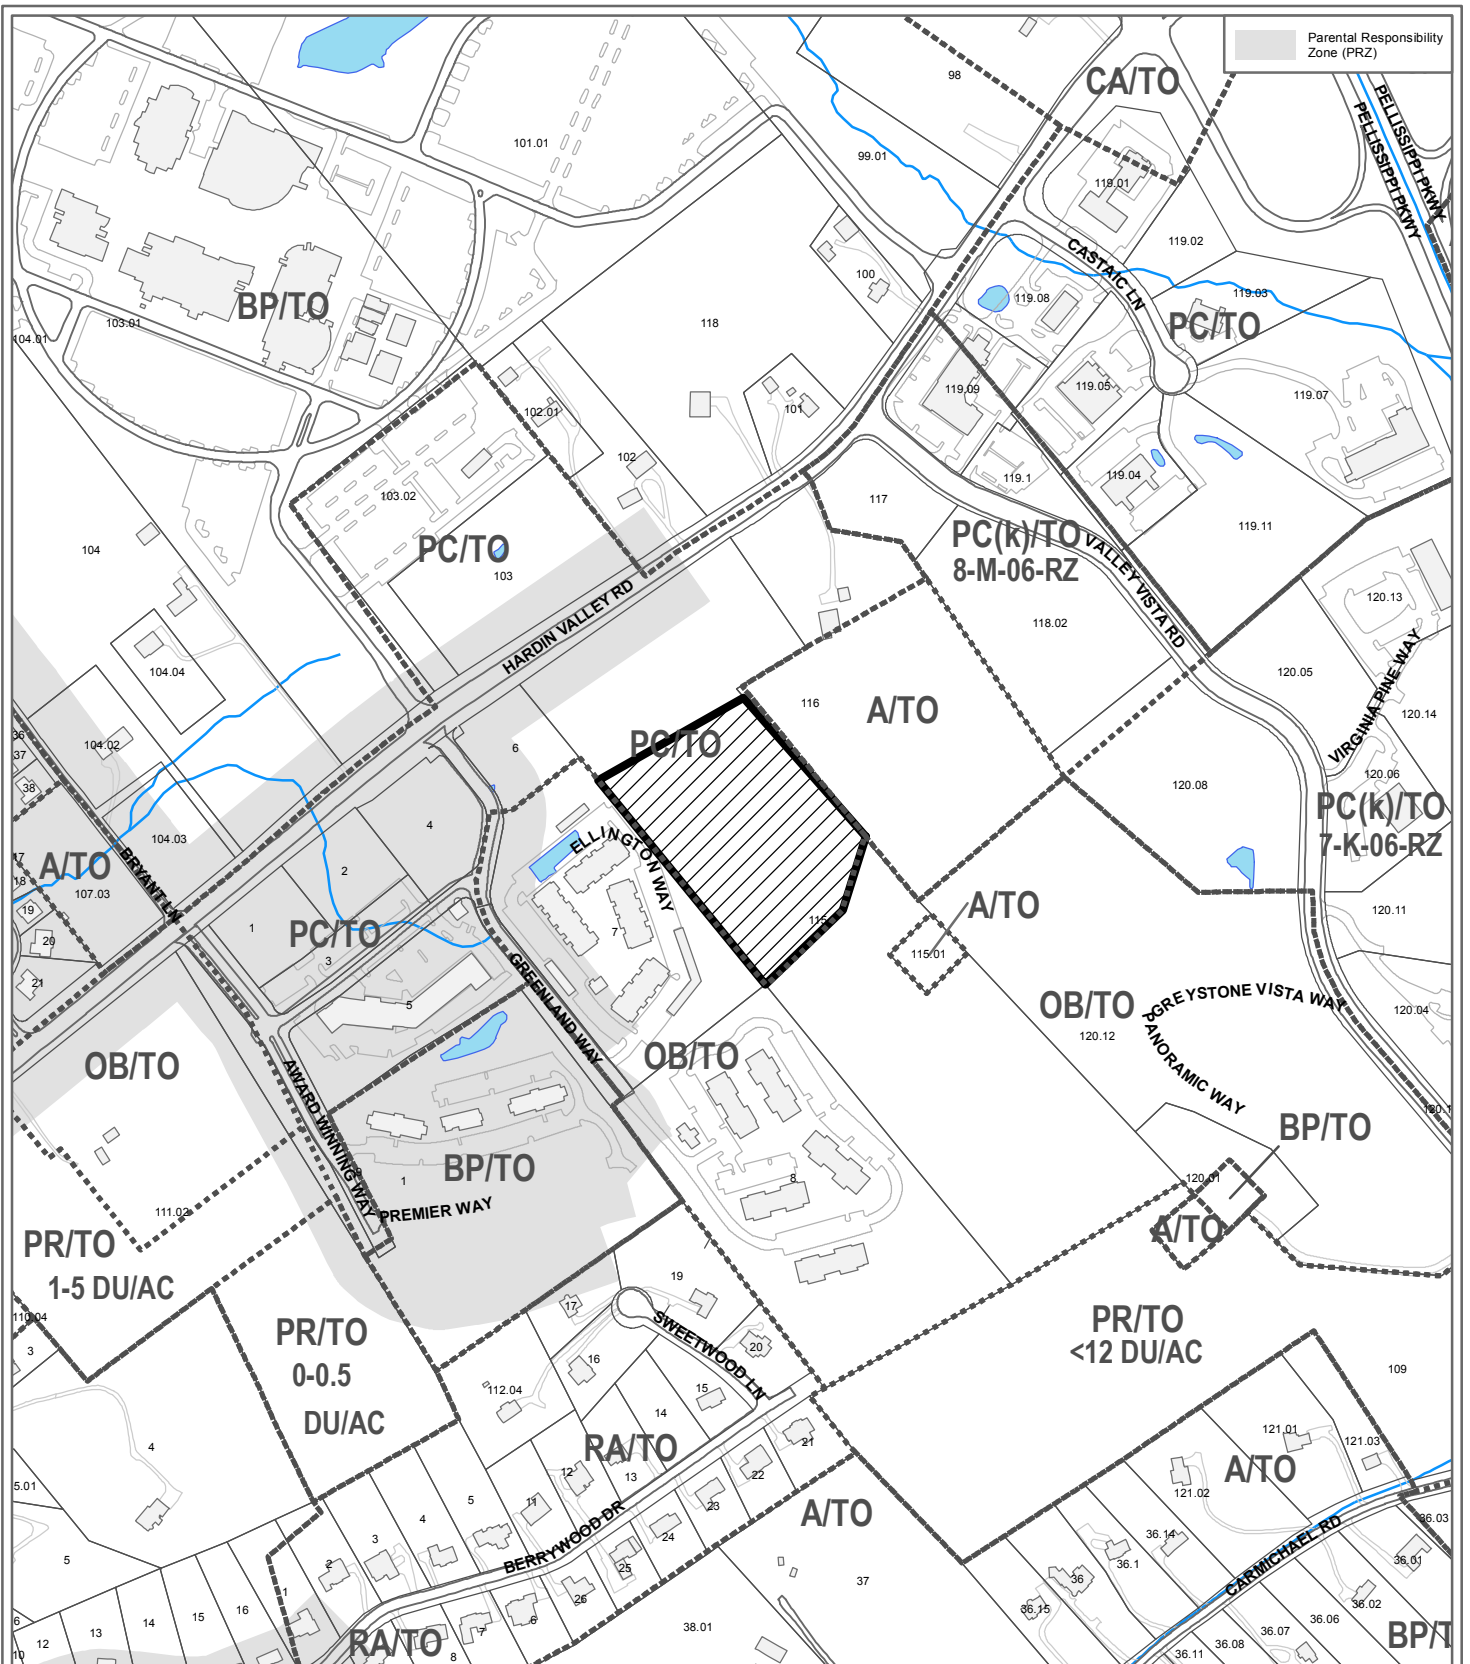 Parental Responsibility
Zone (PRZ)
98
CA/TO
PELLISSIPPI PKWY
PELLISSIPPI PKWY
101.01
99.01
119.01
119.02
CASTAIC LN
100
119.08
119.03
BP/TO
103.01
104.01
118
PC/TO
119.09
119.05
119.07
102.01
101
102
103.02
119.1
119.04
117
119.11
PC/TO
103
PC(k)/TO
8-M-06-RZ
VALLEY VISTA RD
104
HARDIN VALLEY RD
118.02
120.13
104.04
120.05
VIRGINIA PINE WAY
116
A/TO
120.14
36
37
104.02
6
PC/TO
38
120.08
120.06
PC(k)/TO
7-K-06-RZ
104.03
4
ELLINGTON WAY
17
A/TO
BRYANT LN
2
18
107.03
19
20
21
1
PC/TO
3
7
115
A/TO
115.01
120.11
GREENLAND WAY
5
OB/TO
120.12
GREYSTONE VISTA WAY
PANORAMIC WAY
120.04
OB/TO
OB/TO
AWARD WINNING WAY
120.1
BP/TO
BP/TO
1
8
120.01
PREMIER WAY
111.02
A/TO
PR/TO
1-5 DU/AC
19
17
110.04
3
PR/TO
0-0.5
DU/AC
SWEETWOOD LN
20
PR/TO
<12 DU/AC
16
109
112.04
15
14
4
RA/TO
21
121.01
121.03
A/TO
12
13
22
5.01
5
11
23
121.02
4
3
BERRYWOOD DR
24
A/TO
36.03
36.14
5
2
25
36.1
CARMICHAEL RD
36.01
1
26
37
36
36.02
16
15
14
6
36.15
36.06
6
13
12
7
38.01
36.07
10
RA/TO
8
36.08
36.11
BP/T